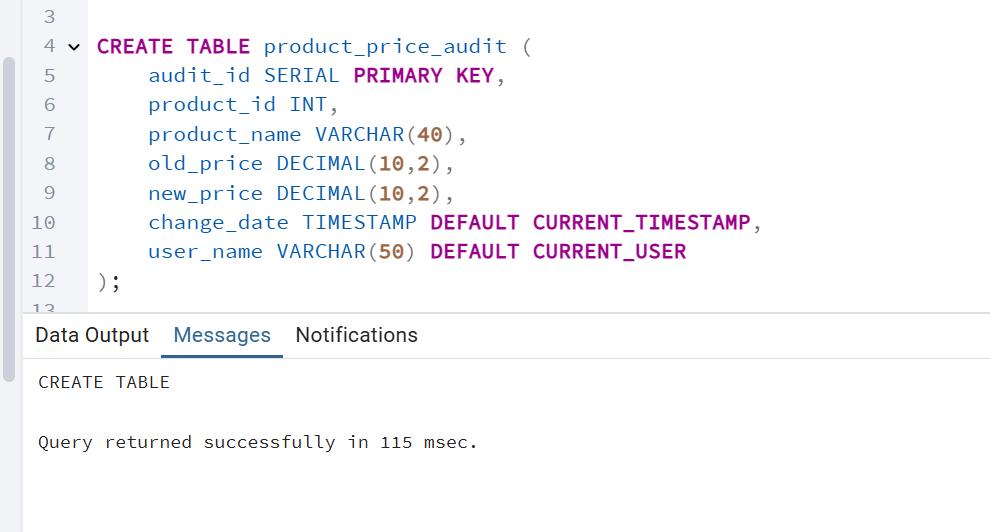 3
4 CREATE TABLE product_price_audit (
5 audit_id SERIAL PRIMARY KEY,
6 product_id INT,
7 product_name VARCHAR(40),
8 old_price DECIMAL(10,2),
9 new_price DECIMAL(10,2),
10 change_date TIMESTAMP DEFAULT CURRENT_TIMESTAMP,
11 user_name VARCHAR(50) DEFAULT CURRENT_USER
12 );
13
Data Output Messages Notifications
CREATE TABLE
Query returned successfully in 115 msec.